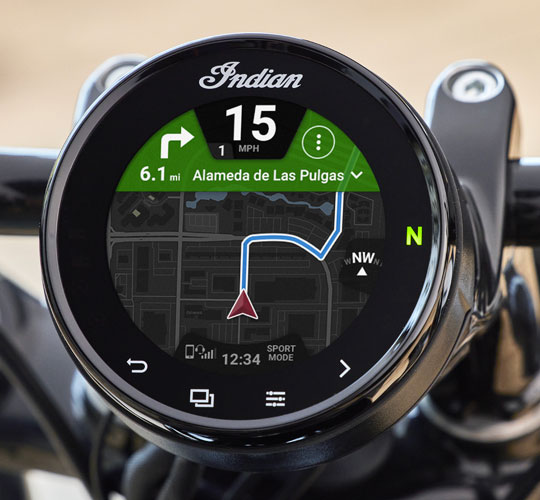 Indian
15
1 MPH
6.1 mi Alameda de Las Pulgas
N
NW
SPORT
12:34 MODE